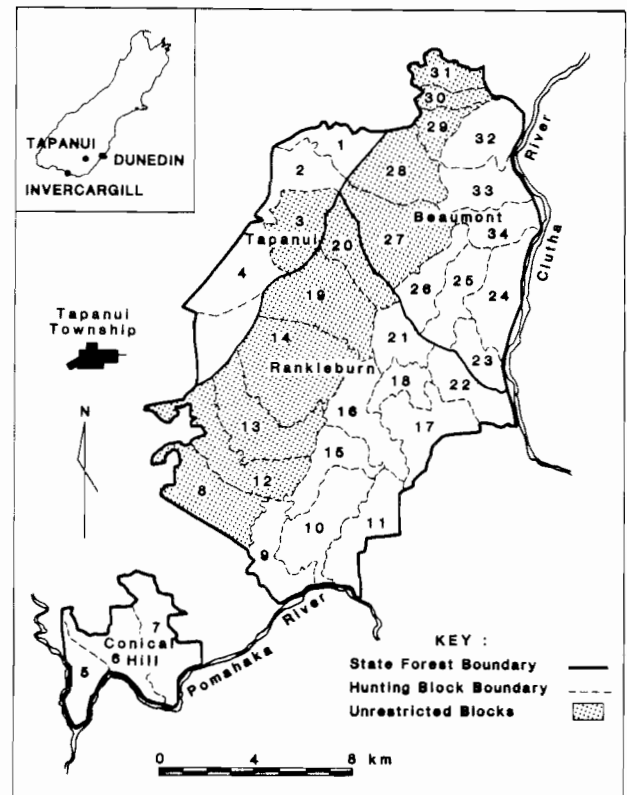 TAPANUI
DUNEDIN
INVERCARGILL
31
30
29
32
1
2
28
33
3
Beaumont
34
Tapanui
20
27
4
19
26
25
24
River
Clutha
Tapanui
Township
14
21
Rankleburn
18
23
22
16
17
N
13
15
12
8
10
11
9
7
Conical
Hill
6
5
Pomahaka River
KEY :
State Forest Boundary
Hunting Block Boundary
Unrestricted Blocks
0 4 8 km